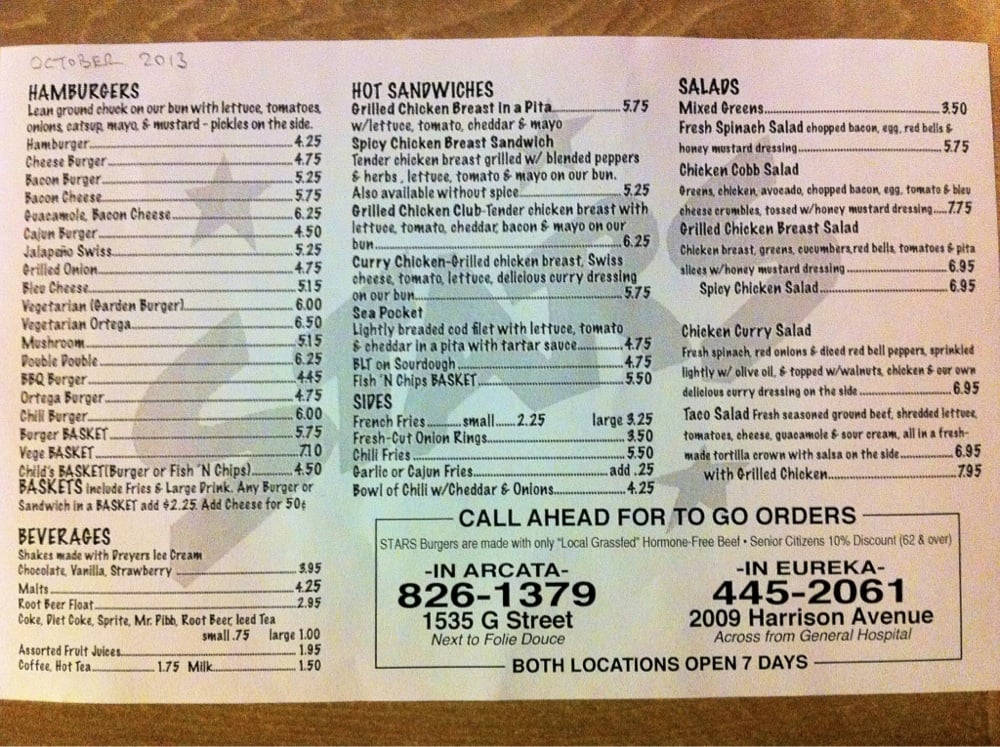 OCTOBER 2013
HAMBURGERS
Lean ground chuck on our bun with lettuce, tomatoes,
onions, catsup, mayo, & mustard - pickles on the side.
Hamburger 4.25
Cheese Burger 4.75
Bacon Burger 5.25
Bacon Cheese 5.75
Guacamole, Bacon Cheese 6.25
Cajun Burger 4.50
Jalapeño Swiss 5.25
Grilled Onion 4.75
Bleu Cheese 5.15
Vegetarian (Garden Burger) 6.00
Vegetarian Ortega 6.50
Mushroom 5.15
Double Double 6.25
BBQ Burger 4.45
Ortega Burger 4.75
Chili Burger 6.00
Burger BASKET 5.75
Vege BASKET 7.10
Child's BASKET(Burger or Fish 'N Chips) 4.50
BASKETS include Fries & Large Drink. Any Burger or
Sandwich in a BASKET add $2.25. Add Cheese for 50¢
BEVERAGES
Shakes made with Dreyers Ice Cream
Chocolate, Vanilla, Strawberry 3.95
Malts 4.25
Root Beer Float 2.95
Coke, Diet Coke, Sprite, Mr. Pibb, Root Beer, Iced Tea
small .75 large 1.00
Assorted Fruit Juices 1.95
Coffee, Hot Tea 1.75 Milk 1.50
HOT SANDWICHES
Grilled Chicken Breast In a Pita 5.75
w/lettuce, tomato, cheddar & mayo
Spicy Chicken Breast Sandwich
Tender chicken breast grilled w/ blended peppers
& herbs , lettuce, tomato & mayo on our bun.
Also available without spice 5.25
Grilled Chicken Club-Tender chicken breast with
lettuce, tomato, cheddar, bacon & mayo on our
bun 6.25
Curry Chicken-Grilled chicken breast, Swiss
cheese, tomato, lettuce, delicious curry dressing
on our bun 5.75
Sea Pocket
Lightly breaded cod filet with lettuce, tomato
& cheddar in a pita with tartar sauce 4.75
BLT on Sourdough 4.75
Fish 'N Chips BASKET 5.50
SIDES
French Fries small 2.25 large 3.25
Fresh-Cut Onion Rings 3.50
Chili Fries 5.50
Garlic or Cajun Fries add .25
Bowl of Chili w/Cheddar & Onions 4.25
SALADS
Mixed Greens 3.50
Fresh Spinach Salad chopped bacon, egg, red bells &
honey mustard dressing 5.75
Chicken Cobb Salad
Greens, chicken, avocado, chopped bacon, egg, tomato & bleu
cheese crumbles, tossed w/honey mustard dressing 7.75
Grilled Chicken Breast Salad
Chicken breast, greens, cucumbers,red bells, tomatoes & pita
slices w/honey mustard dressing 6.95
Spicy Chicken Salad 6.95
Chicken Curry Salad
Fresh spinach, red onions & diced red bell peppers, sprinkled
lightly w/ olive oil, & topped w/walnuts, chicken & our own
delicious curry dressing on the side 6.95
Taco Salad Fresh seasoned ground beef, shredded lettuce,
tomatoes, cheese, guacamole & sour cream, all in a fresh-
made tortilla crown with salsa on the side 6.95
with Grilled Chicken 7.95
STARS
CALL AHEAD FOR TO GO ORDERS
STARS Burgers are made with only "Local Grassfed" Hormone-Free Beef • Senior Citizens 10% Discount (62 & over)
-IN ARCATA-
826-1379
1535 G Street
Next to Folie Douce
-IN EUREKA-
445-2061
2009 Harrison Avenue
Across from General Hospital
BOTH LOCATIONS OPEN 7 DAYS